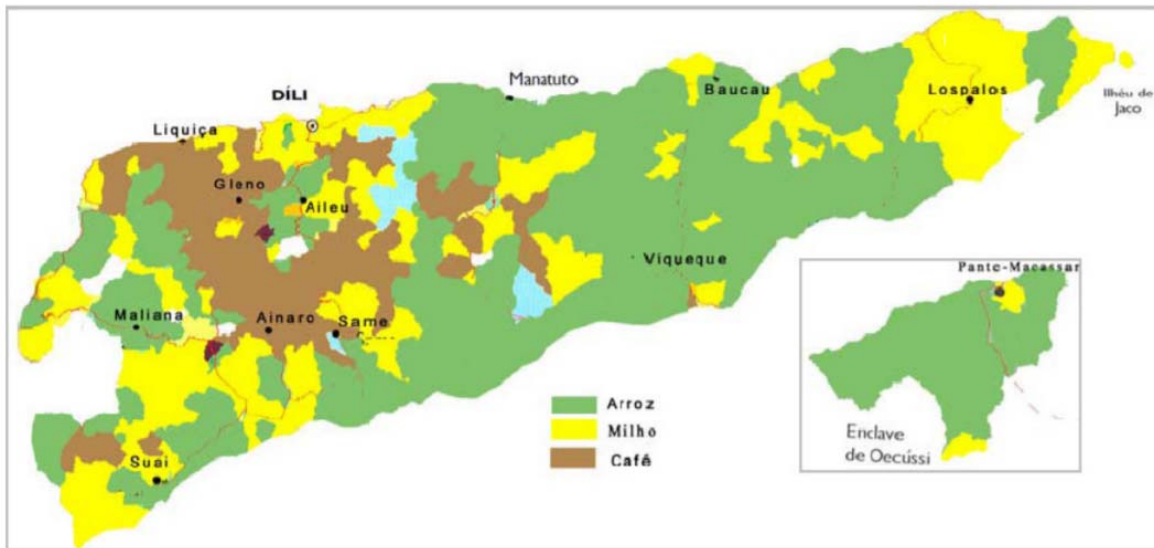 Manatuto
DÍLI
Baucau
Lospalos
Ilhéu de
Jaco
Liquiça
Gleno
Aileu
Viqueque
Pante-Macassar
Maliana
Ainaro
Same
Arroz
Milho
Café
Enclave
de Oecússi
Suai